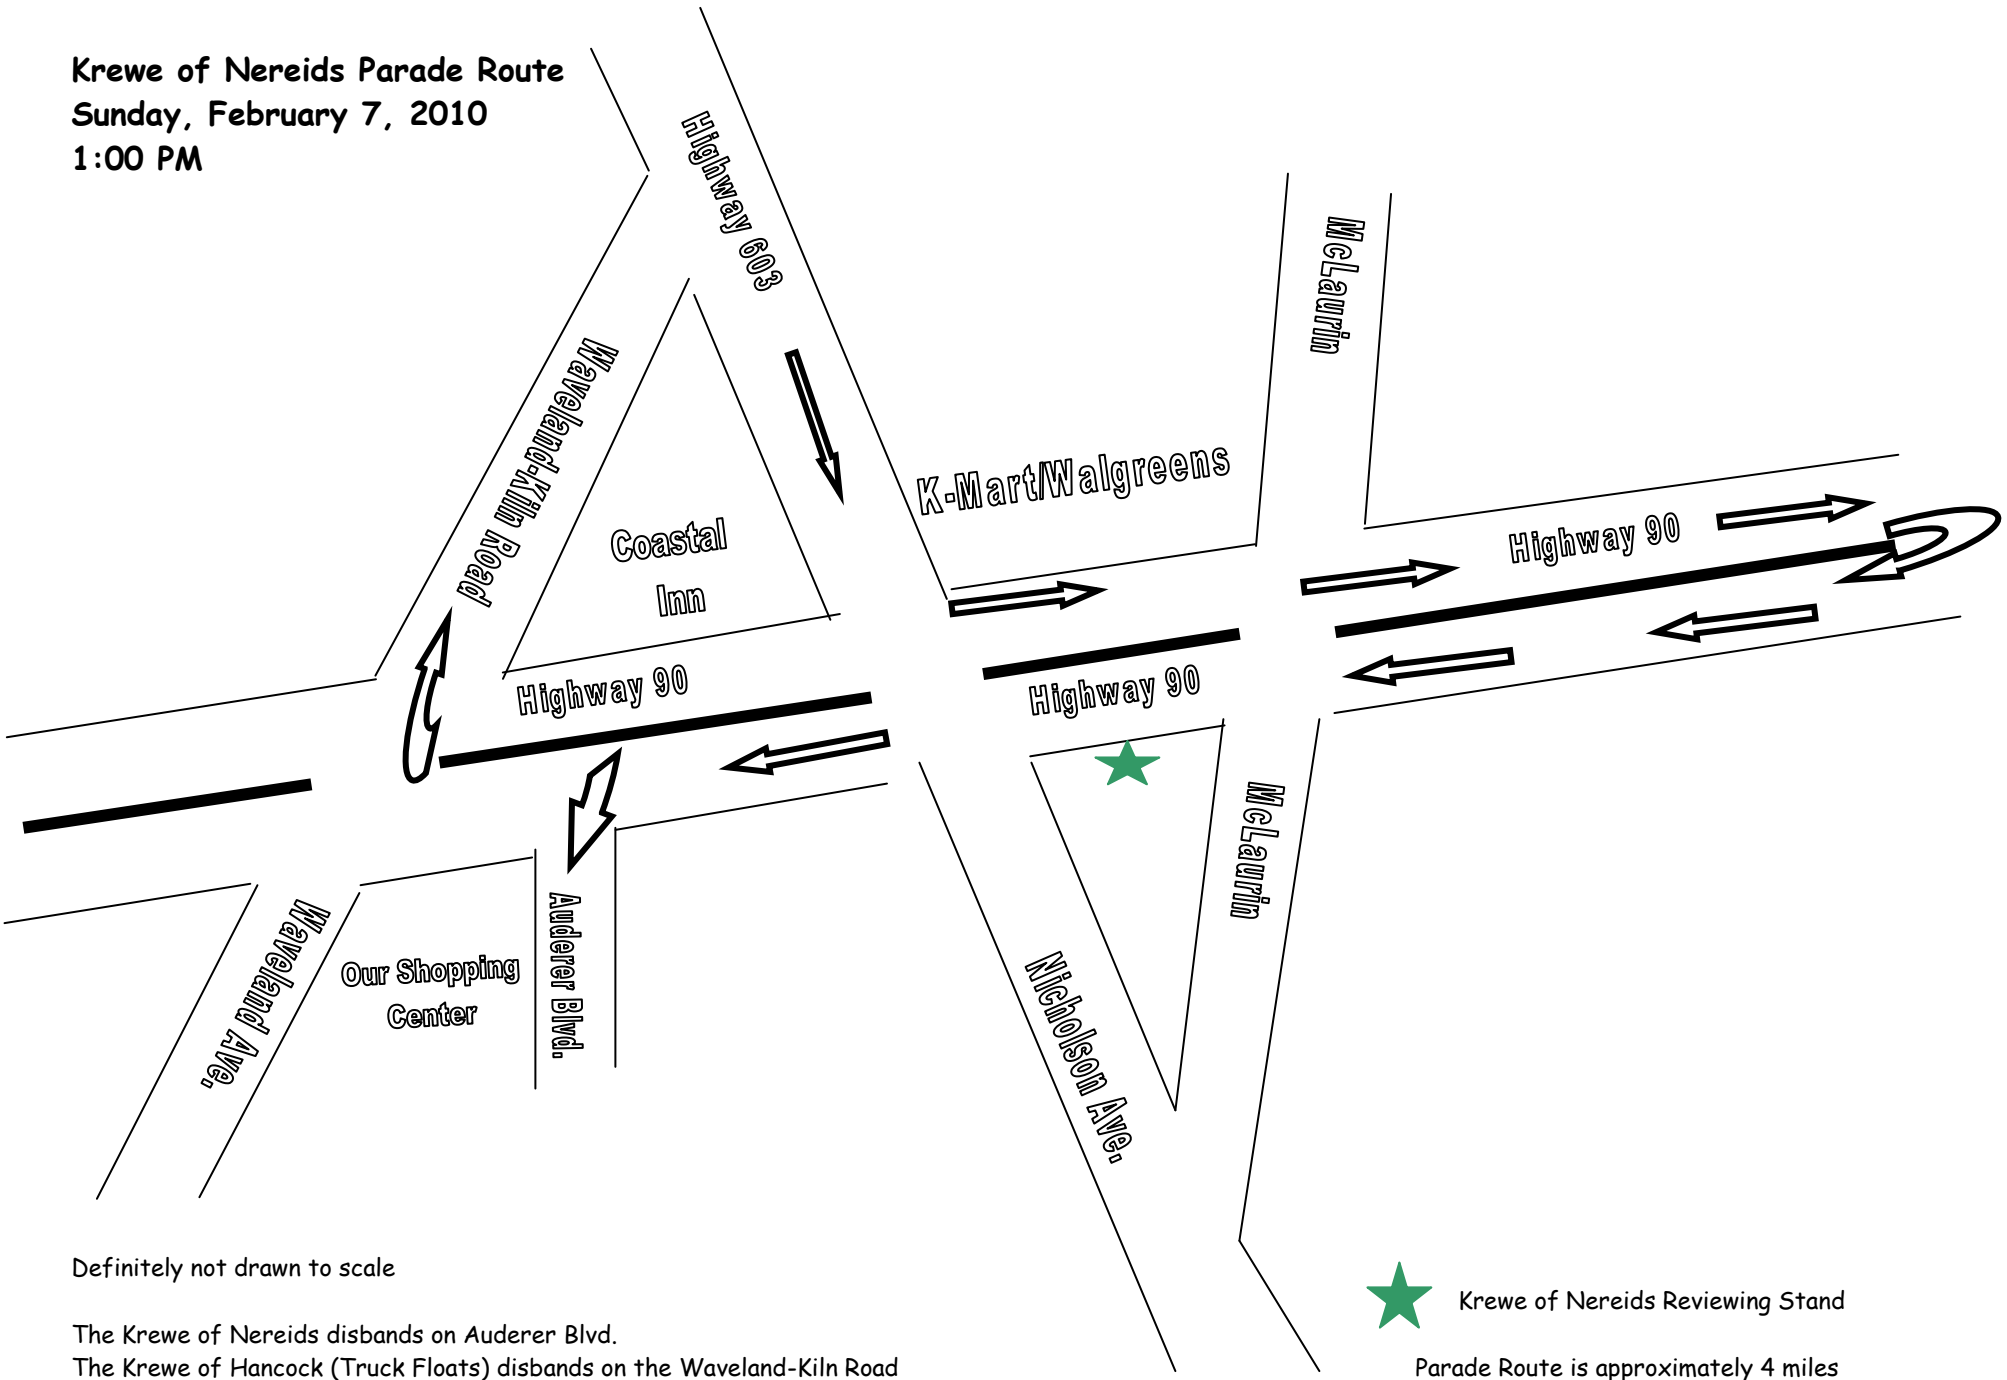 Krewe of Nereids Parade Route
Sunday, February 7, 2010
1:00 PM
Highway 603
McLaurin
Waveland-Kiln Road
K-Mart/Walgreens
Coastal
Inn
Highway 90
Highway 90
Highway 90
McLaurin
Auderer Blvd.
Waveland Ave.
Our Shopping
Center
Nicholson Ave.
Definitely not drawn to scale
The Krewe of Nereids disbands on Auderer Blvd.
The Krewe of Hancock (Truck Floats) disbands on the Waveland-Kiln Road
Krewe of Nereids Reviewing Stand
Parade Route is approximately 4 miles